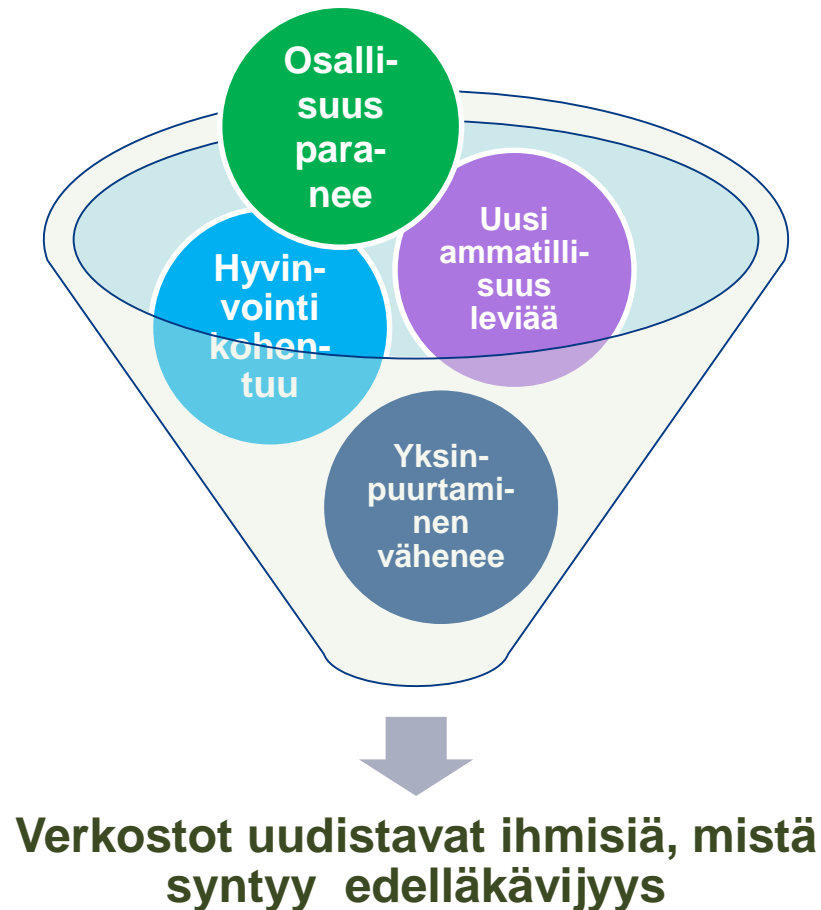 Osalli-
suus
para-
nee
Uusi
ammatilli-
suus
leviää
Hyvin-
vointi
kohen-
tuu
Yksin-
puurtami-
nen
vähenee
Verkostot uudistavat ihmisiä, mistä
syntyy edelläkävijyys